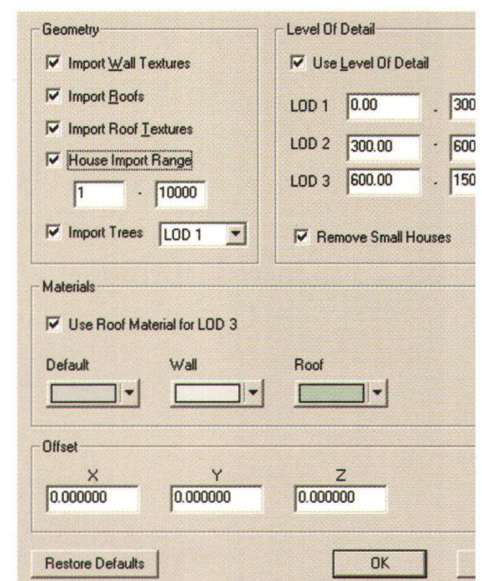 Geometry
Import Wall Textures
Import Roofs
Import Roof Textures
House Import Range
1 - 10000
Import Trees LOD 1
Level Of Detail
Use Level Of Detail
LOD 1 0.00 - 300
LOD 2 300.00 - 600
LOD 3 600.00 - 150
Remove Small Houses
Materials
Use Roof Material for LOD 3
Default Wall Roof
Offset
X Y Z
0.000000 0.000000 0.000000
Restore Defaults OK